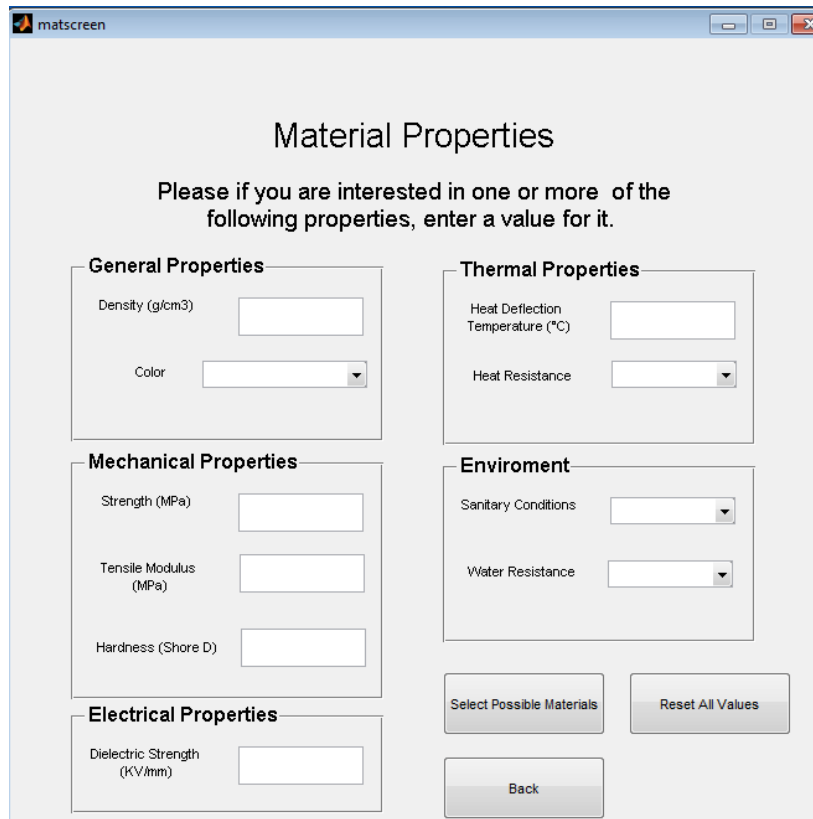 matscreen
Material Properties
Please if you are interested in one or more of the
following properties, enter a value for it.
General Properties
Density (g/cm3)
Color
Mechanical Properties
Strength (MPa)
Tensile Modulus
(MPa)
Hardness (Shore D)
Electrical Properties
Dielectric Strength
(KV/mm)
Thermal Properties
Heat Deflection
Temperature (°C)
Heat Resistance
Enviroment
Sanitary Conditions
Water Resistance
Select Possible Materials
Reset All Values
Back